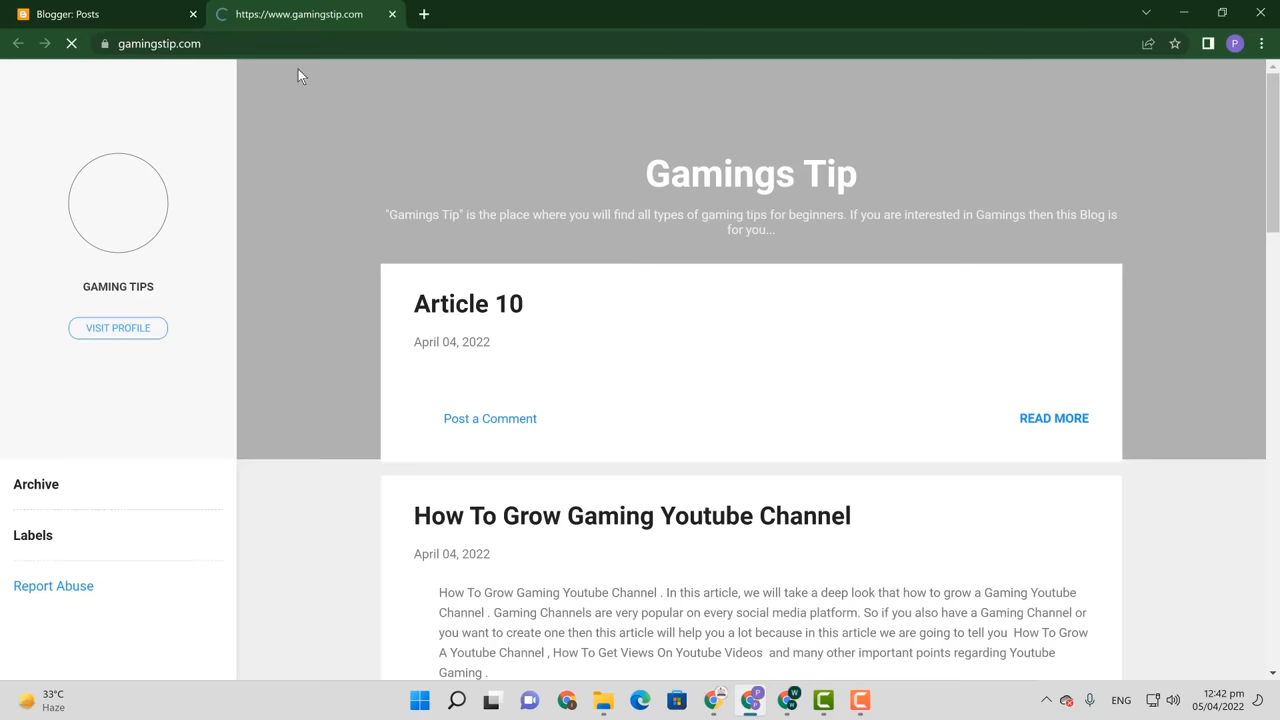 Blogger: Posts
https://www.gamingstip.com
gamingstip.com
P
Gamings Tip
"Gamings Tip" is the place where you will find all types of gaming tips for beginners. If you are interested in Gamings then this Blog is
for you...
GAMING TIPS
VISIT PROFILE
Article 10
April 04, 2022
Post a Comment
READ MORE
Archive
Labels
Report Abuse
How To Grow Gaming Youtube Channel
April 04, 2022
How To Grow Gaming Youtube Channel . In this article, we will take a deep look that how to grow a Gaming Youtube
Channel . Gaming Channels are very popular on every social media platform. So if you also have a Gaming Channel or
you want to create one then this article will help you a lot because in this article we are going to tell you  How To Grow
A Youtube Channel , How To Get Views On Youtube Videos  and many other important points regarding Youtube
Gaming .
33°C
Haze
ENG
12:42 pm
05/04/2022